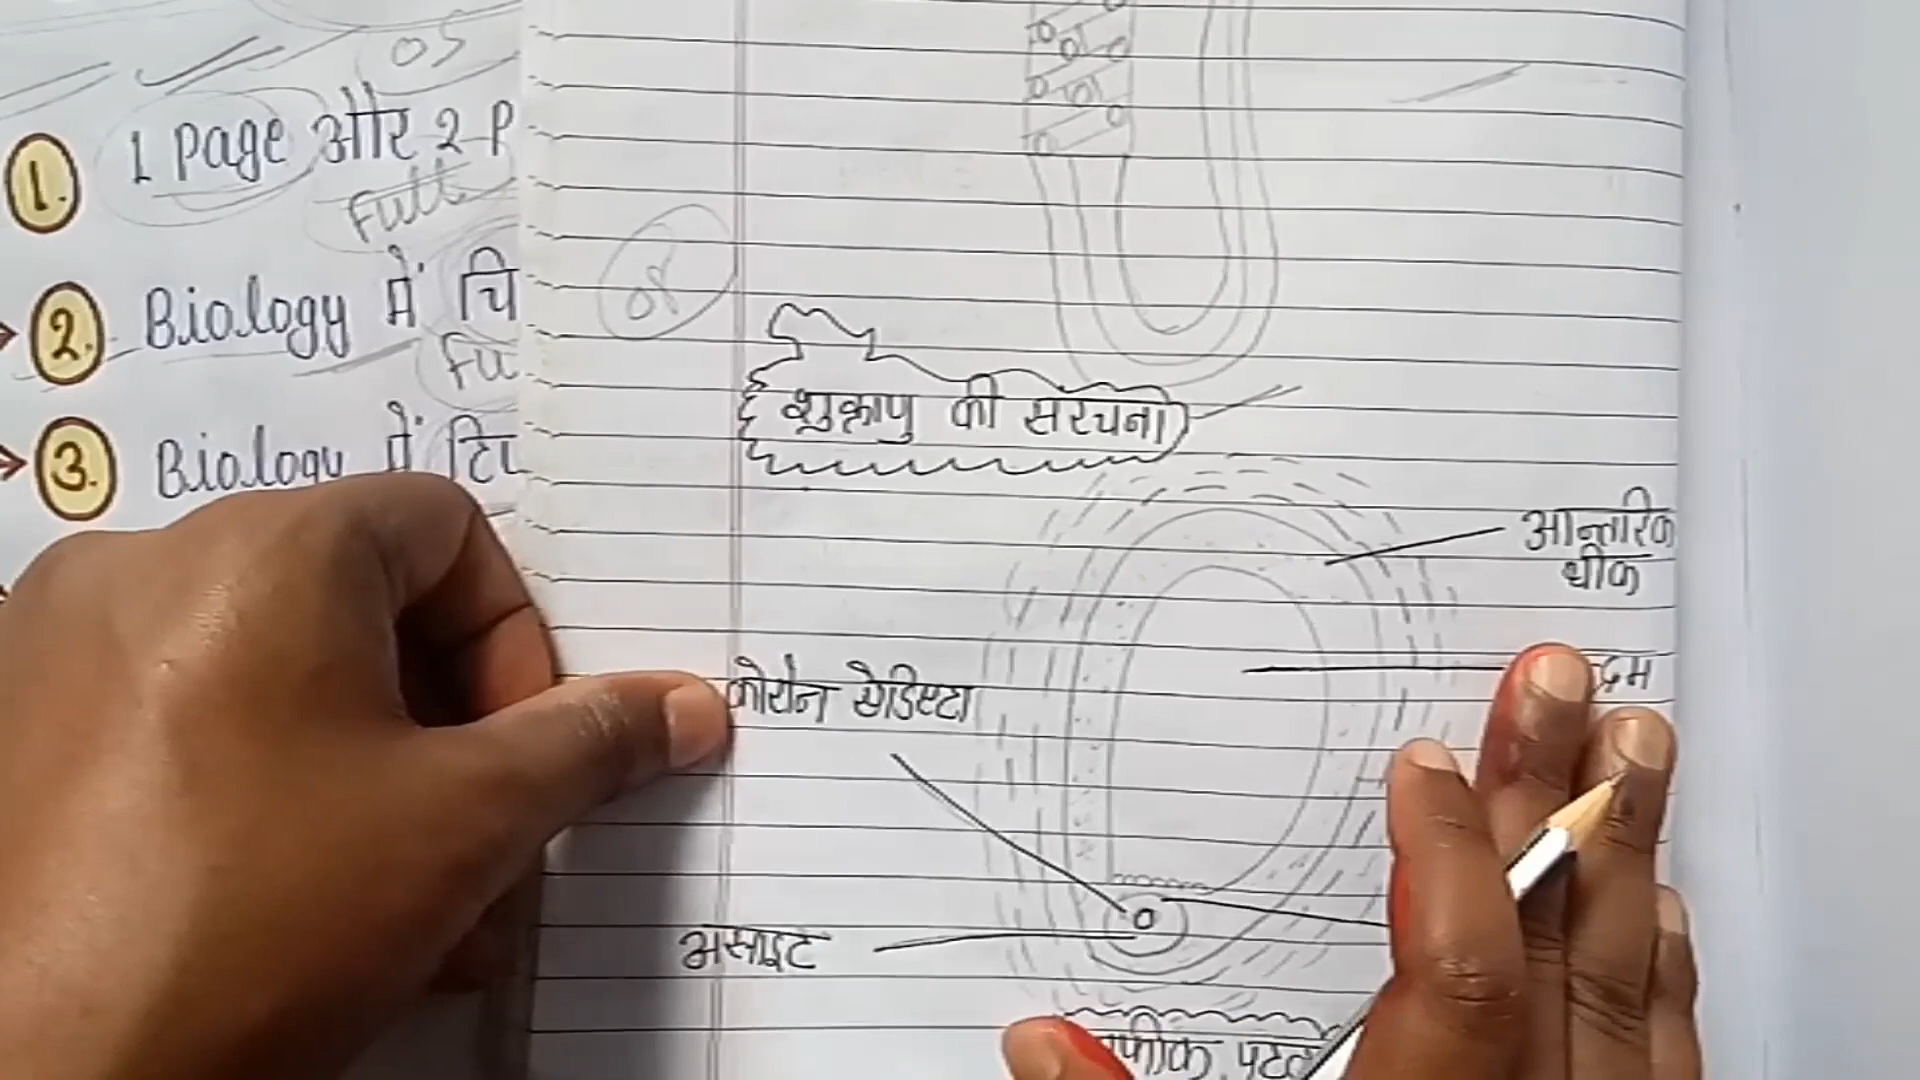 05
1. 1 Page और 2 P
Full
2. Biology में चि
Fu
3. Biology में टि
08
शुक्राणु की संरचना
आन्तरिक
थीक
कोरोन रेडिएटा
असाइट